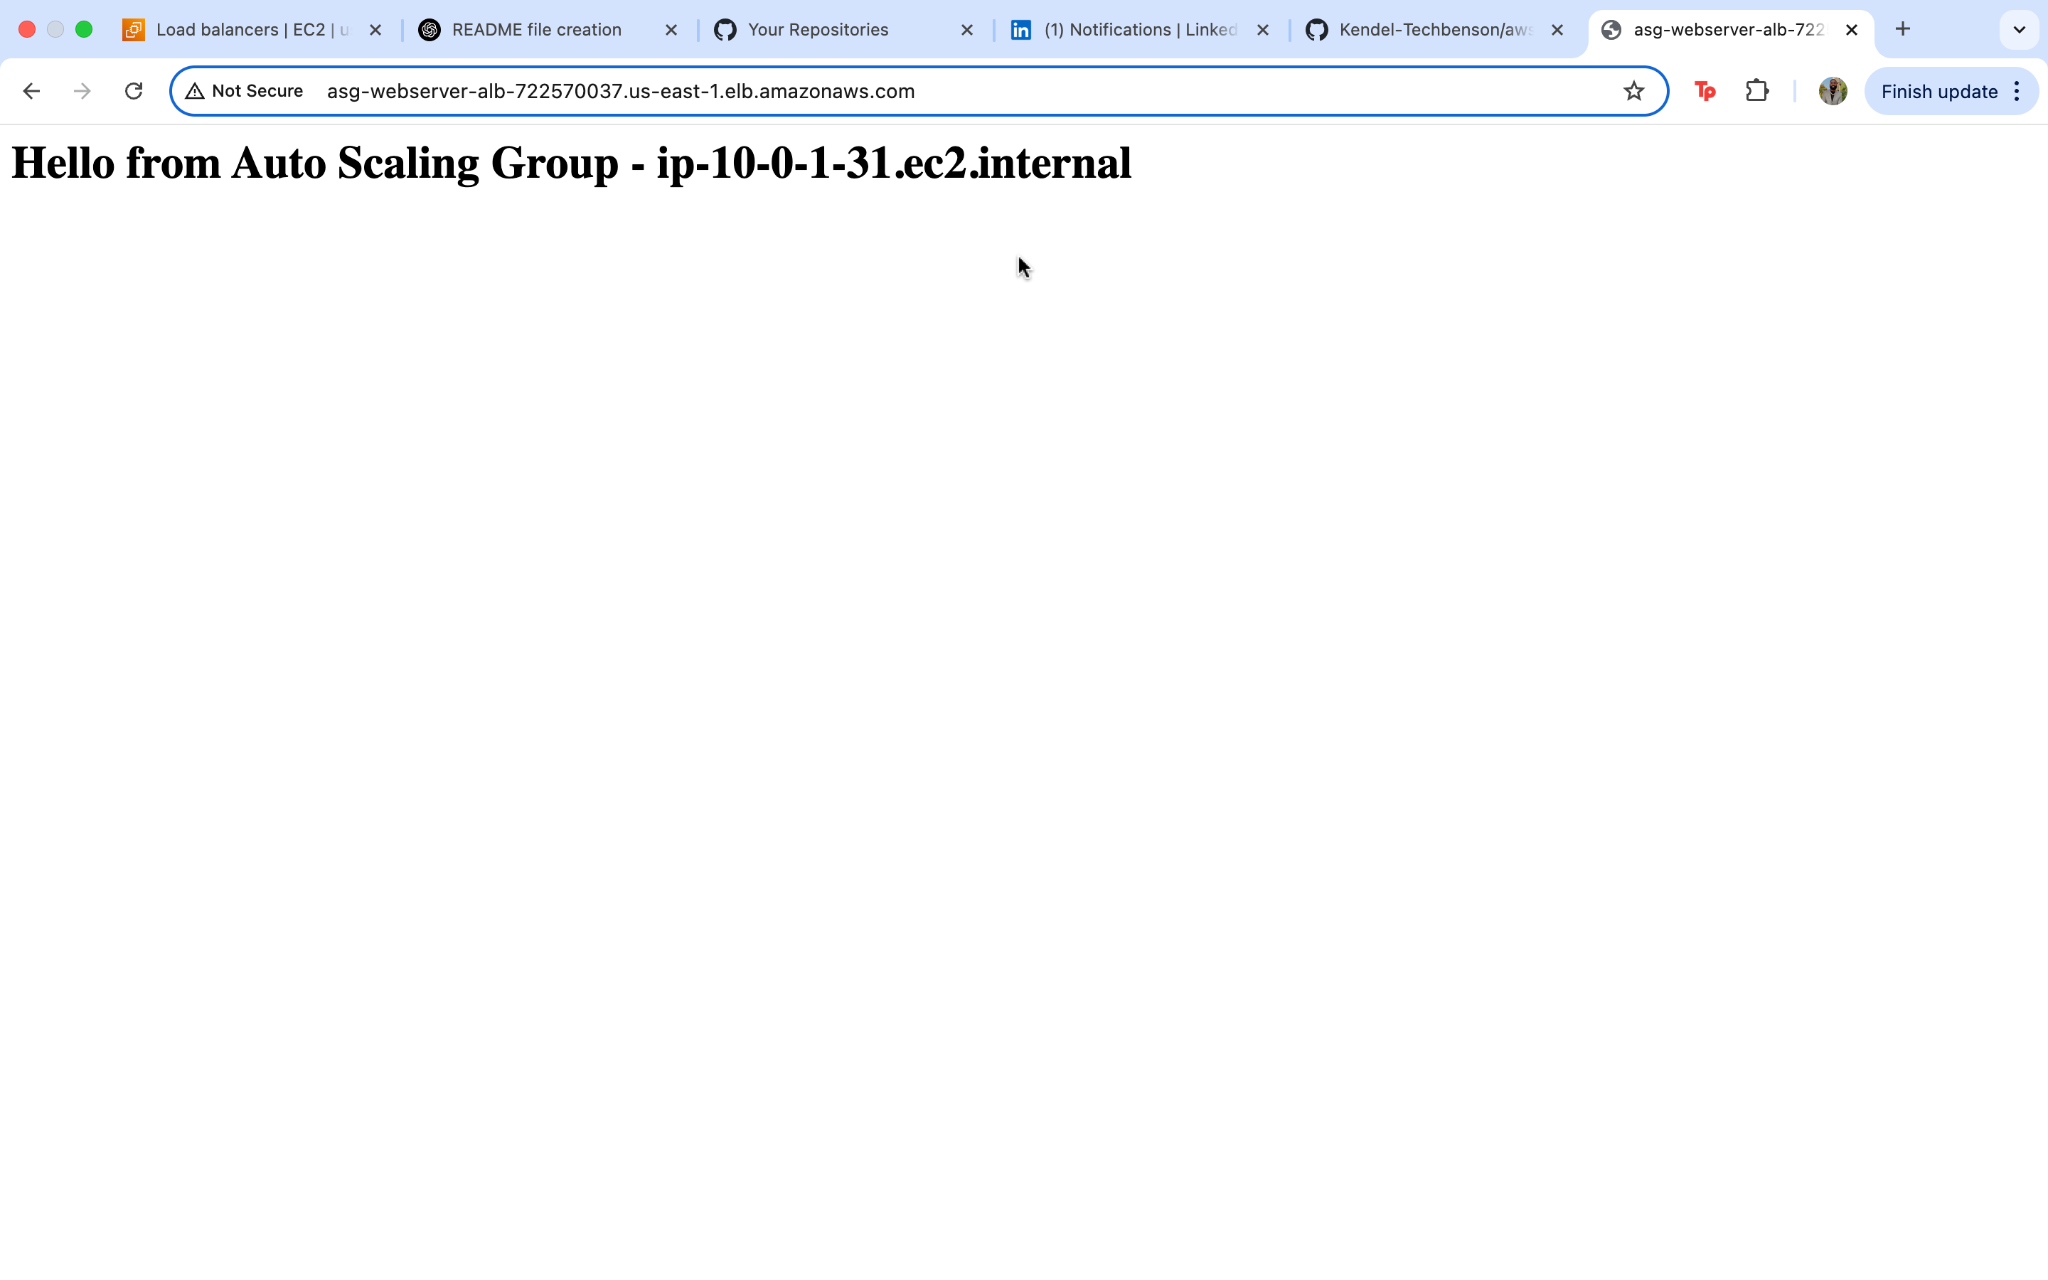 Load balancers | EC2 | u
README file creation
Your Repositories
(1) Notifications | Linked
Kendel-Techbenson/aws
asg-webserver-alb-722
Not Secure
asg-webserver-alb-722570037.us-east-1.elb.amazonaws.com
Tp
Finish update
Hello from Auto Scaling Group - ip-10-0-1-31.ec2.internal